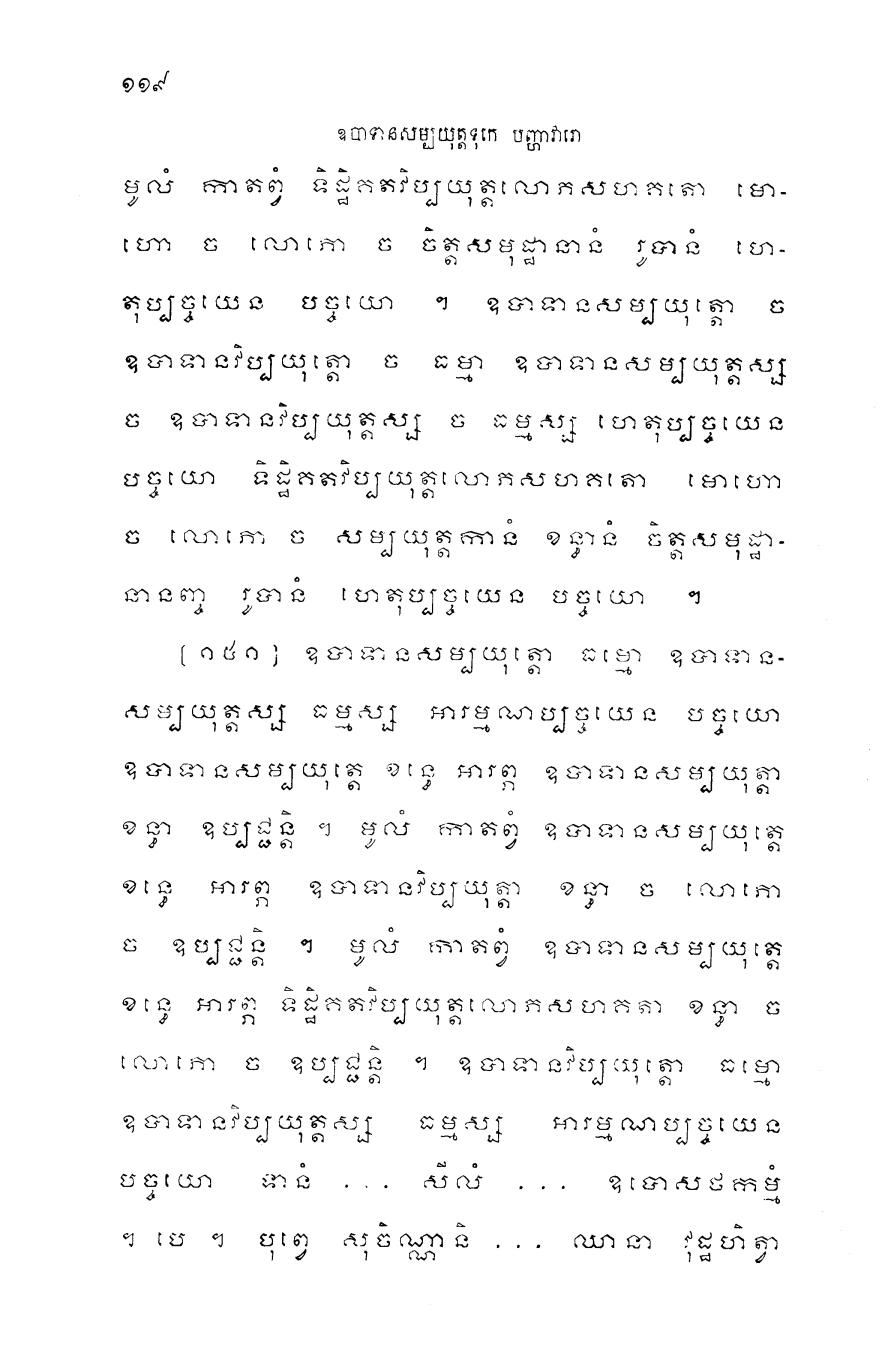 ១១៩
ឧបាទានសម្បយុត្តទុកេ បញ្ហាវារោ
មូលំ កាតព្វំ ទិដ្ឋិគតវិប្បយុត្តលោភសហគតោ មោ-
ហោ ច លោភោ ច ចិត្តសមុដ្ឋានានំ រូបានំ ហេ-
តុប្បច្ចយេន បច្ចយោ ។ ឧបាទានសម្បយុត្តោ ច
ឧបាទានវិប្បយុត្តោ ច ធម្មា ឧបាទានសម្បយុត្តស្ស
ច ឧបាទានវិប្បយុត្តស្ស ច ធម្មស្ស ហេតុប្បច្ចយេន
បច្ចយោ ទិដ្ឋិគតវិប្បយុត្តលោភសហគតោ មោហោ
ច លោភោ ច សម្បយុត្តកានំ ខន្ធានំ ចិត្តសមុដ្ឋា-
នានញ្ច រូបានំ ហេតុប្បច្ចយេន បច្ចយោ ។
[១៥១] ឧបាទានសម្បយុត្តោ ធម្មោ ឧបាទាន-
សម្បយុត្តស្ស ធម្មស្ស អារម្មណប្បច្ចយេន បច្ចយោ
ឧបាទានសម្បយុត្តេ ខន្ធេ អារព្ភ ឧបាទានសម្បយុត្តា
ខន្ធា ឧប្បជ្ជន្តិ ។ មូលំ កាតព្វំ ឧបាទានសម្បយុត្តេ
ខន្ធេ អារព្ភ ឧបាទានវិប្បយុត្តា ខន្ធា ច លោភោ
ច ឧប្បជ្ជន្តិ ។ មូលំ កាតព្វំ ឧបាទានសម្បយុត្តេ
ខន្ធេ អារព្ភ ទិដ្ឋិគតវិប្បយុត្តលោភសហគតា ខន្ធា ច
លោភោ ច ឧប្បជ្ជន្តិ ។ ឧបាទានវិប្បយុត្តោ ធម្មោ
ឧបាទានវិប្បយុត្តស្ស ធម្មស្ស អារម្មណប្បច្ចយេន
បច្ចយោ ទានំ ... សីលំ ... ឧបោសថកម្មំ
។ បេ ។ បុព្វេ សុចិណ្ណានិ ... ឈានា វុដ្ឋហិត្វា